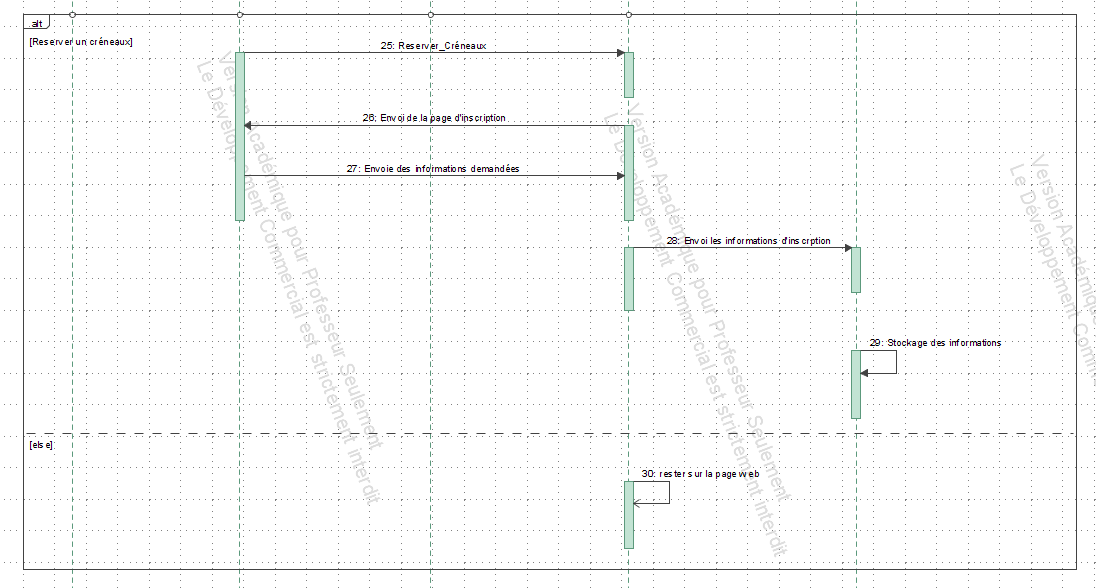 alt
[Reserver un créneaux]
25: Reserver_Créneaux
26: Envoi de la page d'inscription
27: Envoie des informations demandées
28: Envoi les informations d'inscrption
29: Stockage des informations
[else]
30: rester sur la page web
Version Académique pour Professeur Seulement
Le Développement Commercial est strictement interdit
Version Académique pour Professeur Seulement
Le Développement Commercial est strictement interdit
Version Académique
Le Développement Comm